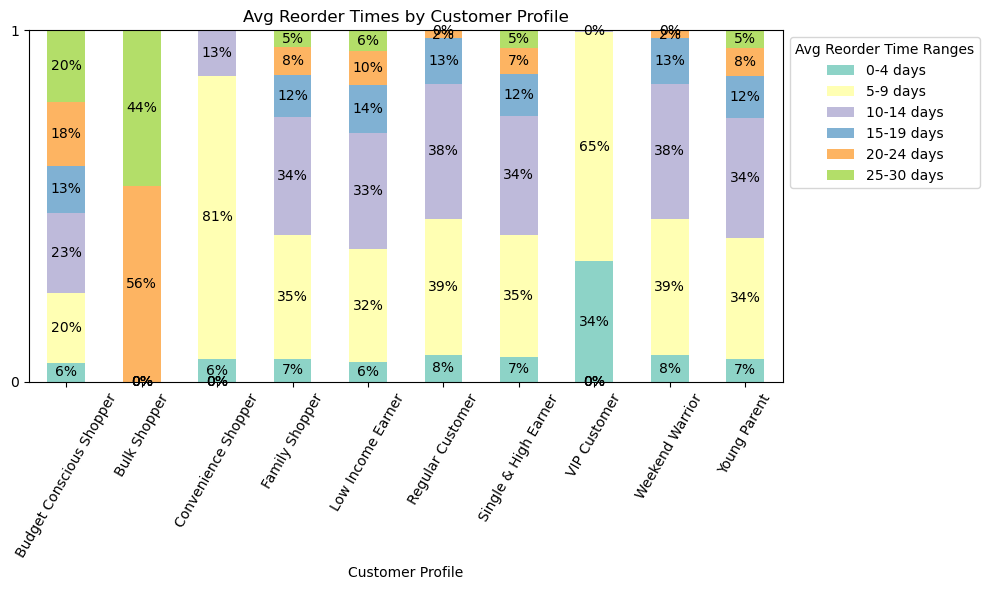 Avg Reorder Times by Customer Profile
1
0
20%
18%
13%
23%
20%
6%
44%
56%
0%
13%
81%
6%
0%
5%
8%
12%
34%
35%
7%
6%
10%
14%
33%
32%
6%
0%
2%
13%
38%
39%
8%
5%
7%
12%
34%
35%
7%
0%
65%
34%
0%
0%
2%
13%
38%
39%
8%
5%
8%
12%
34%
34%
7%
Budget Conscious Shopper
Bulk Shopper
Convenience Shopper
Family Shopper
Low Income Earner
Regular Customer
Single & High Earner
VIP Customer
Weekend Warrior
Young Parent
Customer Profile
Avg Reorder Time Ranges
0-4 days
5-9 days
10-14 days
15-19 days
20-24 days
25-30 days